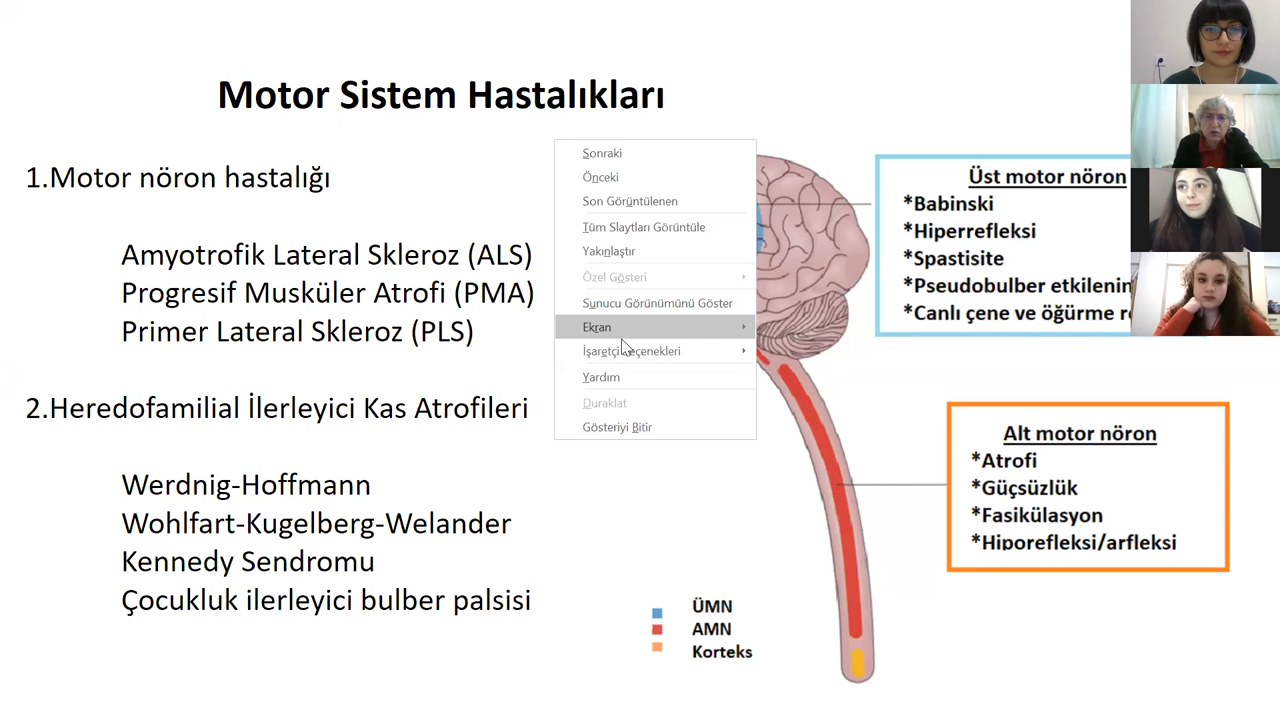 Motor Sistem Hastalıkları
1.Motor nöron hastalığı
Amyotrofik Lateral Skleroz (ALS)
Progresif Musküler Atrofi (PMA)
Primer Lateral Skleroz (PLS)
2.Heredofamilial İlerleyici Kas Atrofileri
Werdnig-Hoffmann
Wohlfart-Kugelberg-Welander
Kennedy Sendromu
Çocukluk ilerleyici bulber palsisi
Sonraki
Önceki
Son Görüntülenen
Tüm Slaytları Görüntüle
Yakınlaştır
Özel Gösteri
Sunucu Görünümünü Göster
Ekran
İşaretçi
Yardım
Duraklat
Gösteriyi Bitir
Üst motor nöron
*Babinski
*Hiperrefleksi
*Spastisite
*Pseudobulber
*Canlı çene ve öğürme
Alt motor nöron
*Atrofi
*Güçsüzlük
*Fasikülasyon
*Hiporefleksi/arfleksi
ÜMN
AMN
Korteks